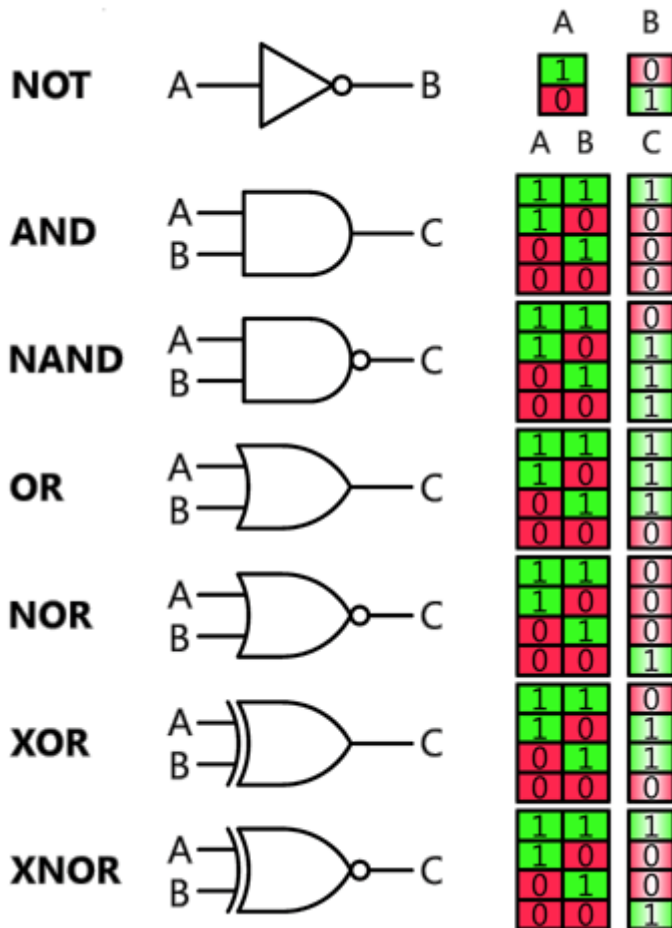 A B
NOT A B 1 0
0 1
A B C
AND A B C 1 1 1
1 0 0
0 1 0
0 0 0
NAND A B C 1 1 0
1 0 1
0 1 1
0 0 1
OR A B C 1 1 1
1 0 1
0 1 1
0 0 0
NOR A B C 1 1 0
1 0 0
0 1 0
0 0 1
XOR A B C 1 1 0
1 0 1
0 1 1
0 0 0
XNOR A B C 1 1 1
1 0 0
0 1 0
0 0 1